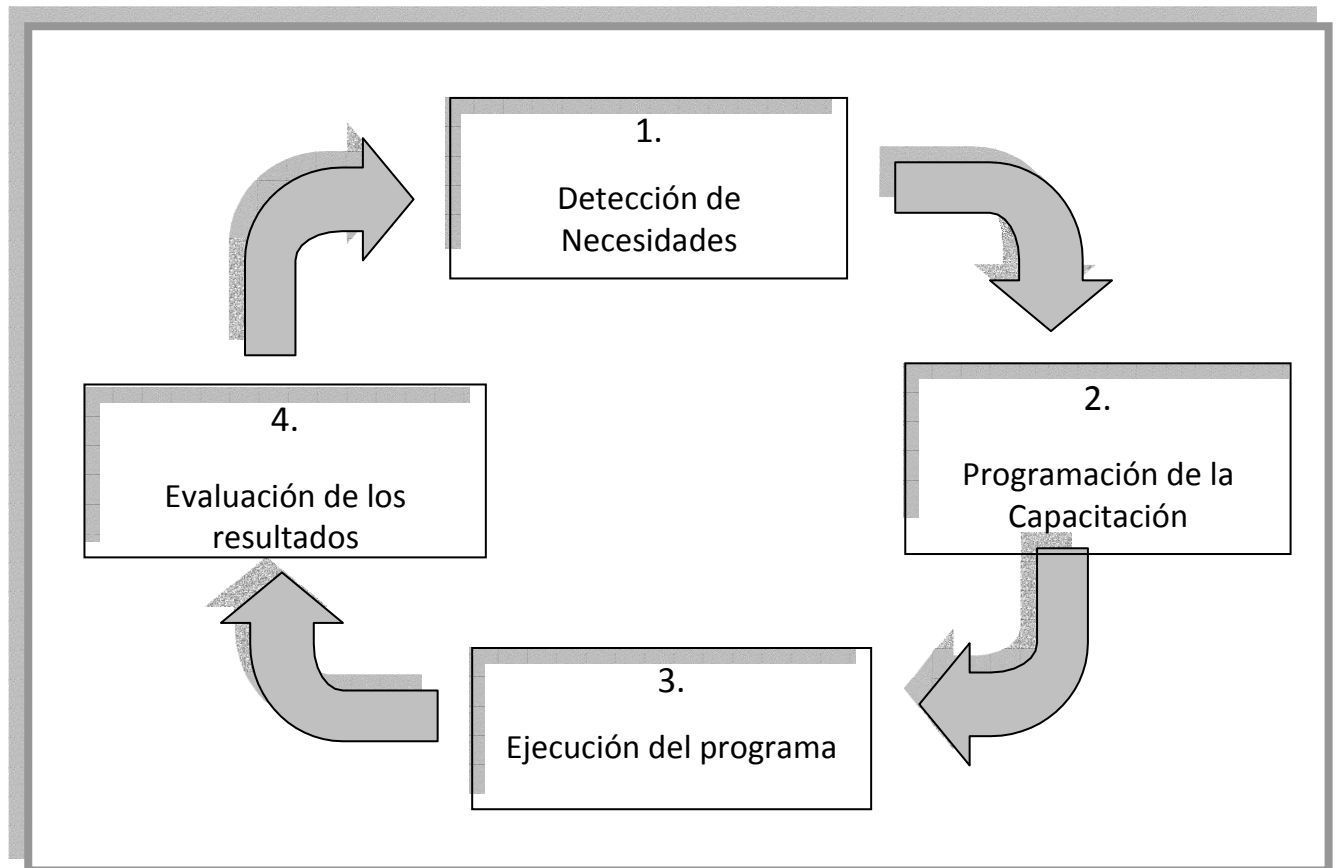 1.
Detección de
Necesidades
2.
Programación de la
Capacitación
3.
Ejecución del programa
4.
Evaluación de los
resultados